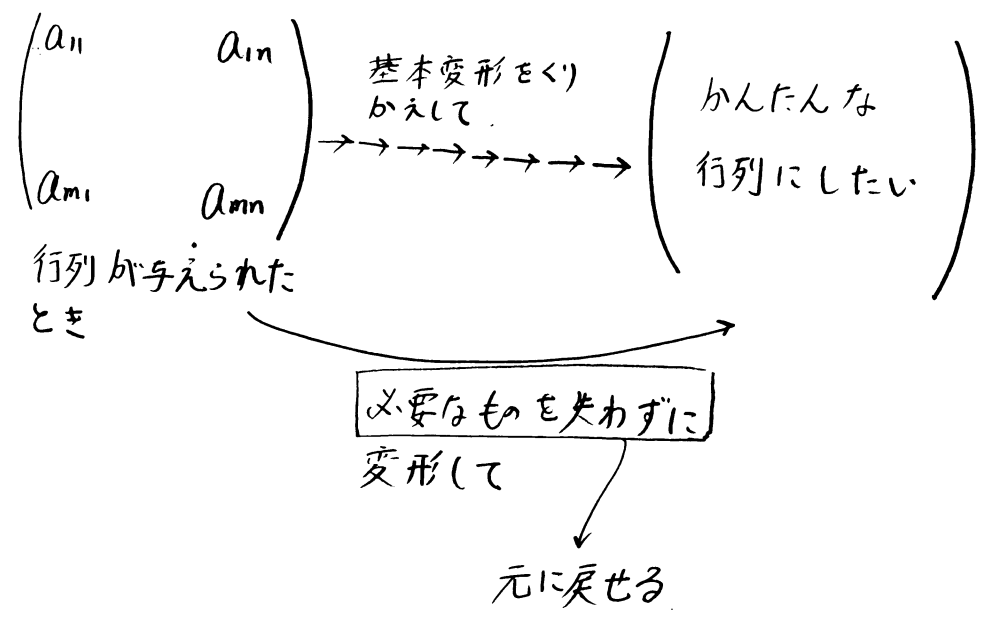 a11 a1n
am1 amn
行列が与えられた
とき
基本変形をくり
かえして
かんたんな
行列にしたい
必要なものを失わずに
変形して
元に戻せる